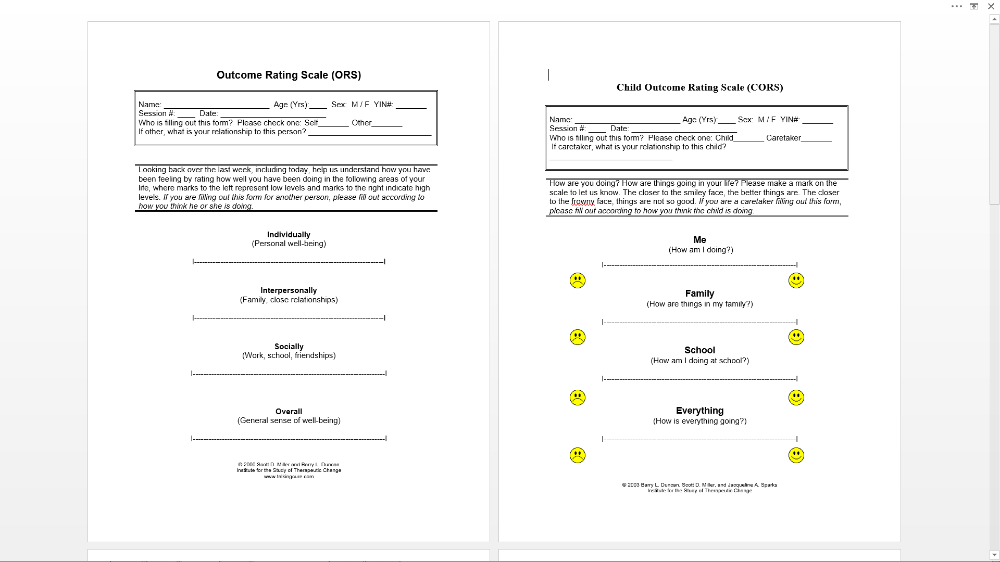 Outcome Rating Scale (ORS)
Name: _________________________ Age (Yrs):____ Sex: M / F YIN#: _______
Session #: ____ Date: ________________________
Who is filling out this form? Please check one: Self_______ Other_______
If other, what is your relationship to this person? ____________________________
Looking back over the last week, including today, help us understand how you have
been feeling by rating how well you have been doing in the following areas of your
life, where marks to the left represent low levels and marks to the right indicate high
levels. If you are filling out this form for another person, please fill out according to
how you think he or she is doing.
Individually
(Personal well-being)
I-------------------------------------------------------------------------I
Interpersonally
(Family, close relationships)
I-------------------------------------------------------------------------I
Socially
(Work, school, friendships)
I--------------------------------------------------------------------------I
Overall
(General sense of well-being)
I--------------------------------------------------------------------------I
© 2000 Scott D. Miller and Barry L. Duncan
Institute for the Study of Therapeutic Change
www.talkingcure.com
Child Outcome Rating Scale (CORS)
Name: ________________________ Age (Yrs):____ Sex: M / F YIN#: _______
Session #: ____ Date: ________________________
Who is filling out this form? Please check one: Child_______ Caretaker_______
If caretaker, what is your relationship to this child?
____________________________
How are you doing? How are things going in your life? Please make a mark on the
scale to let us know. The closer to the smiley face, the better things are. The closer
to the frowny face, things are not so good. If you are a caretaker filling out this form,
please fill out according to how you think the child is doing.
Me
(How am I doing?)
I--------------------------------------------------------------------------I
Family
(How are things in my family?)
I--------------------------------------------------------------------------I
School
(How am I doing at school?)
I--------------------------------------------------------------------------I
Everything
(How is everything going?)
I--------------------------------------------------------------------------I
© 2003 Barry L. Duncan, Scott D. Miller, and Jacqueline A. Sparks
Institute for the Study of Therapeutic Change